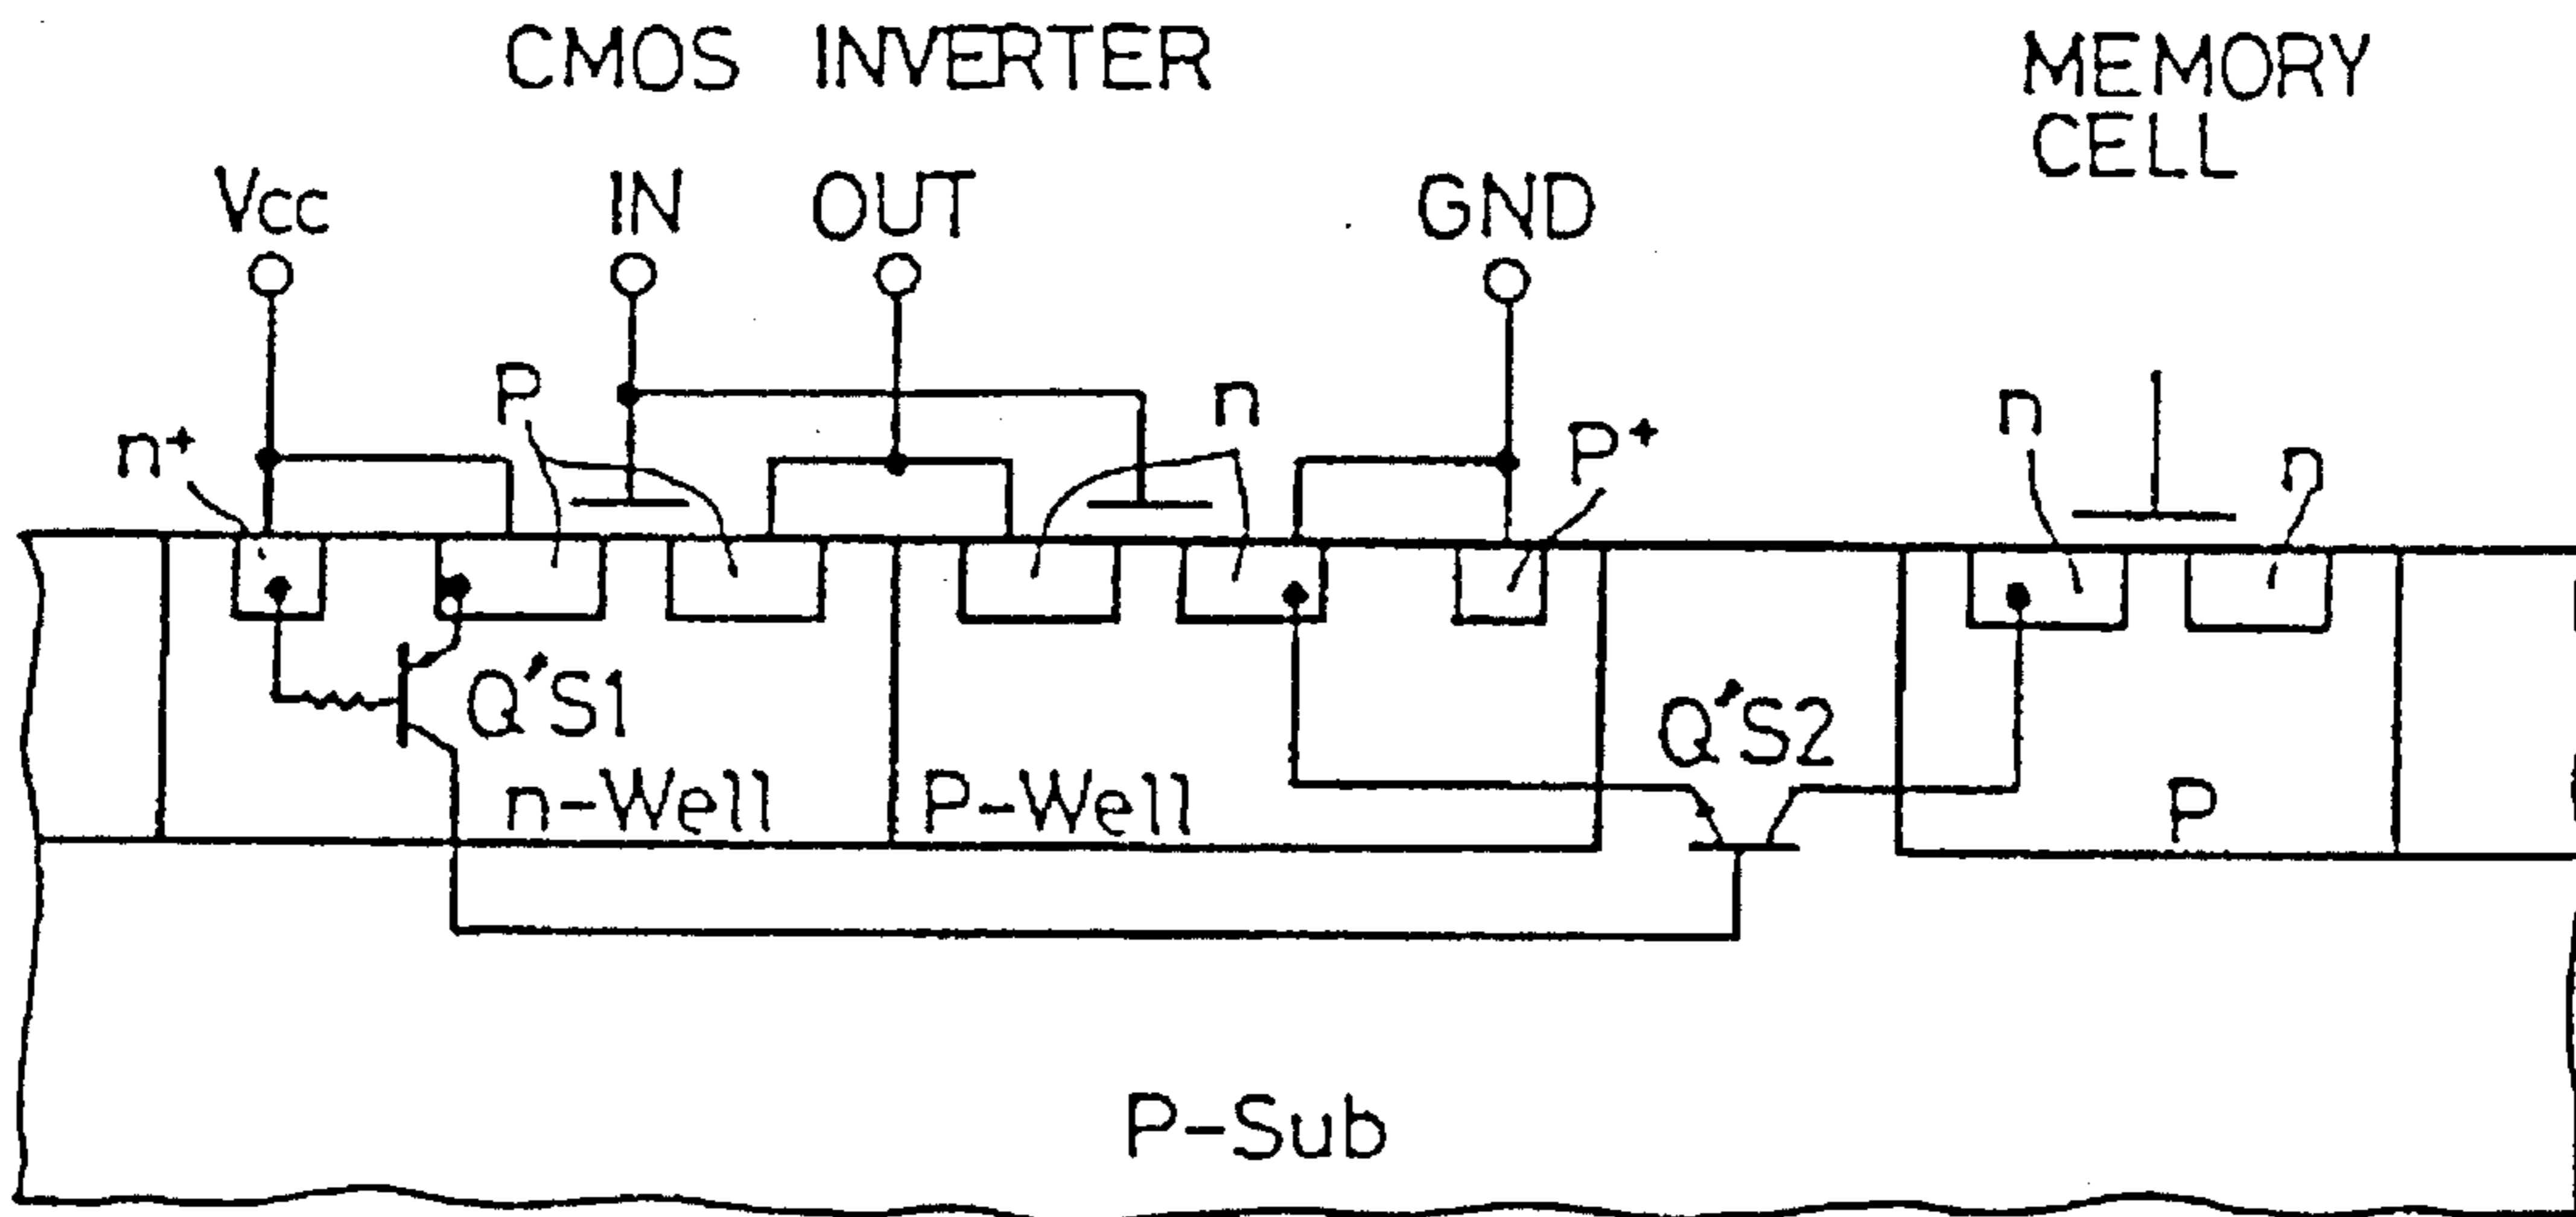 CMOS INVERTER
MEMORY
CELL
Vcc
IN
OUT
GND
n+
P
n
P+
n
n
Q'S1
Q'S2
n-Well
P-Well
P
P-Sub